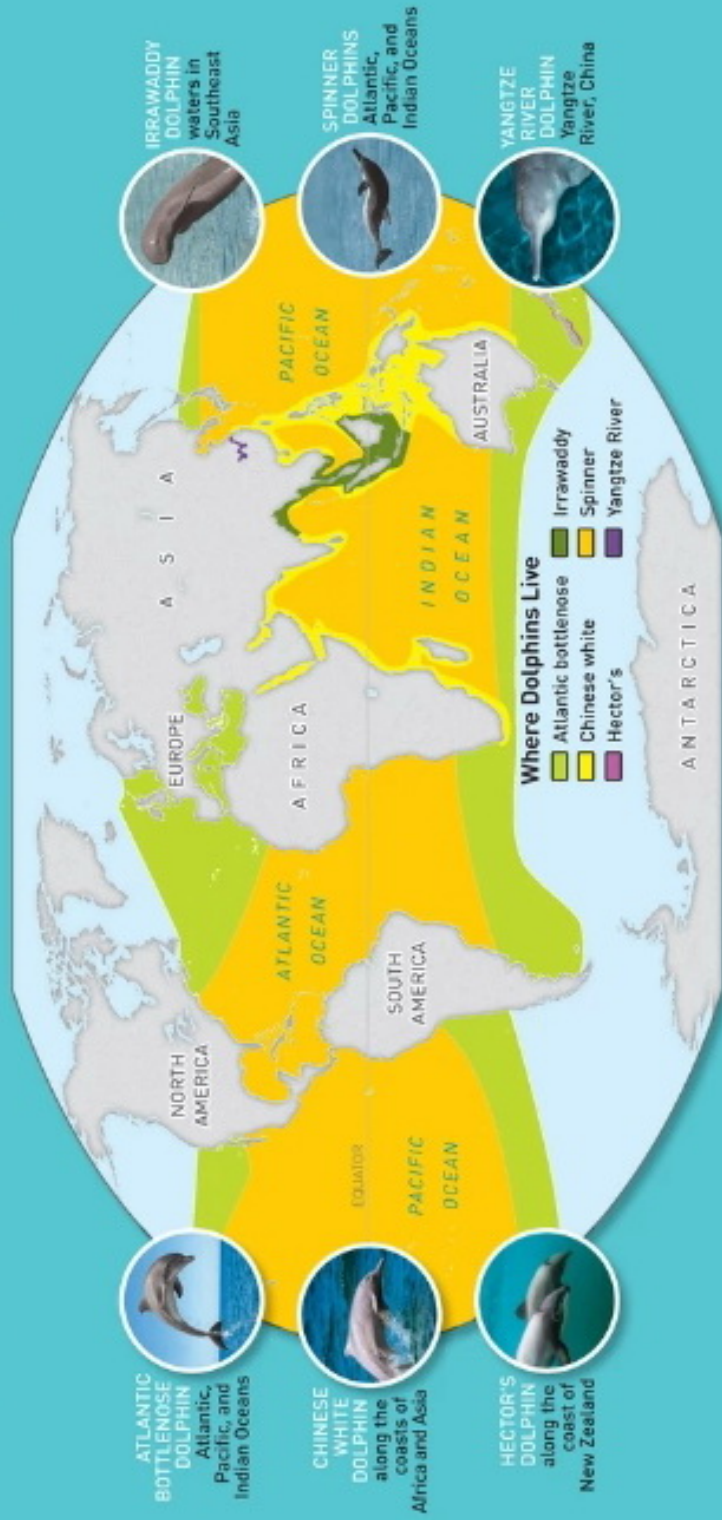 ATLANTIC
BOTTLENOSE
DOLPHIN
Atlantic,
Pacific, and
Indian Oceans
CHINESE
WHITE
DOLPHIN
along the
coasts of
Africa and Asia
HECTOR'S
DOLPHIN
along the
coast of
New Zealand
IRRAWADDY
DOLPHIN
waters in
Southeast
Asia
SPINNER
DOLPHINS
Atlantic,
Pacific, and
Indian Oceans
YANGTZE
RIVER
DOLPHIN
Yangtze
River, China
NORTH
AMERICA
EUROPE
ASIA
ATLANTIC
OCEAN
AFRICA
PACIFIC
OCEAN
EQUATOR
PACIFIC
OCEAN
SOUTH
AMERICA
INDIAN
OCEAN
AUSTRALIA
Where Dolphins Live
Atlantic bottlenose
Chinese white
Hector's
Irrawaddy
Spinner
Yangtze River
ANTARCTICA